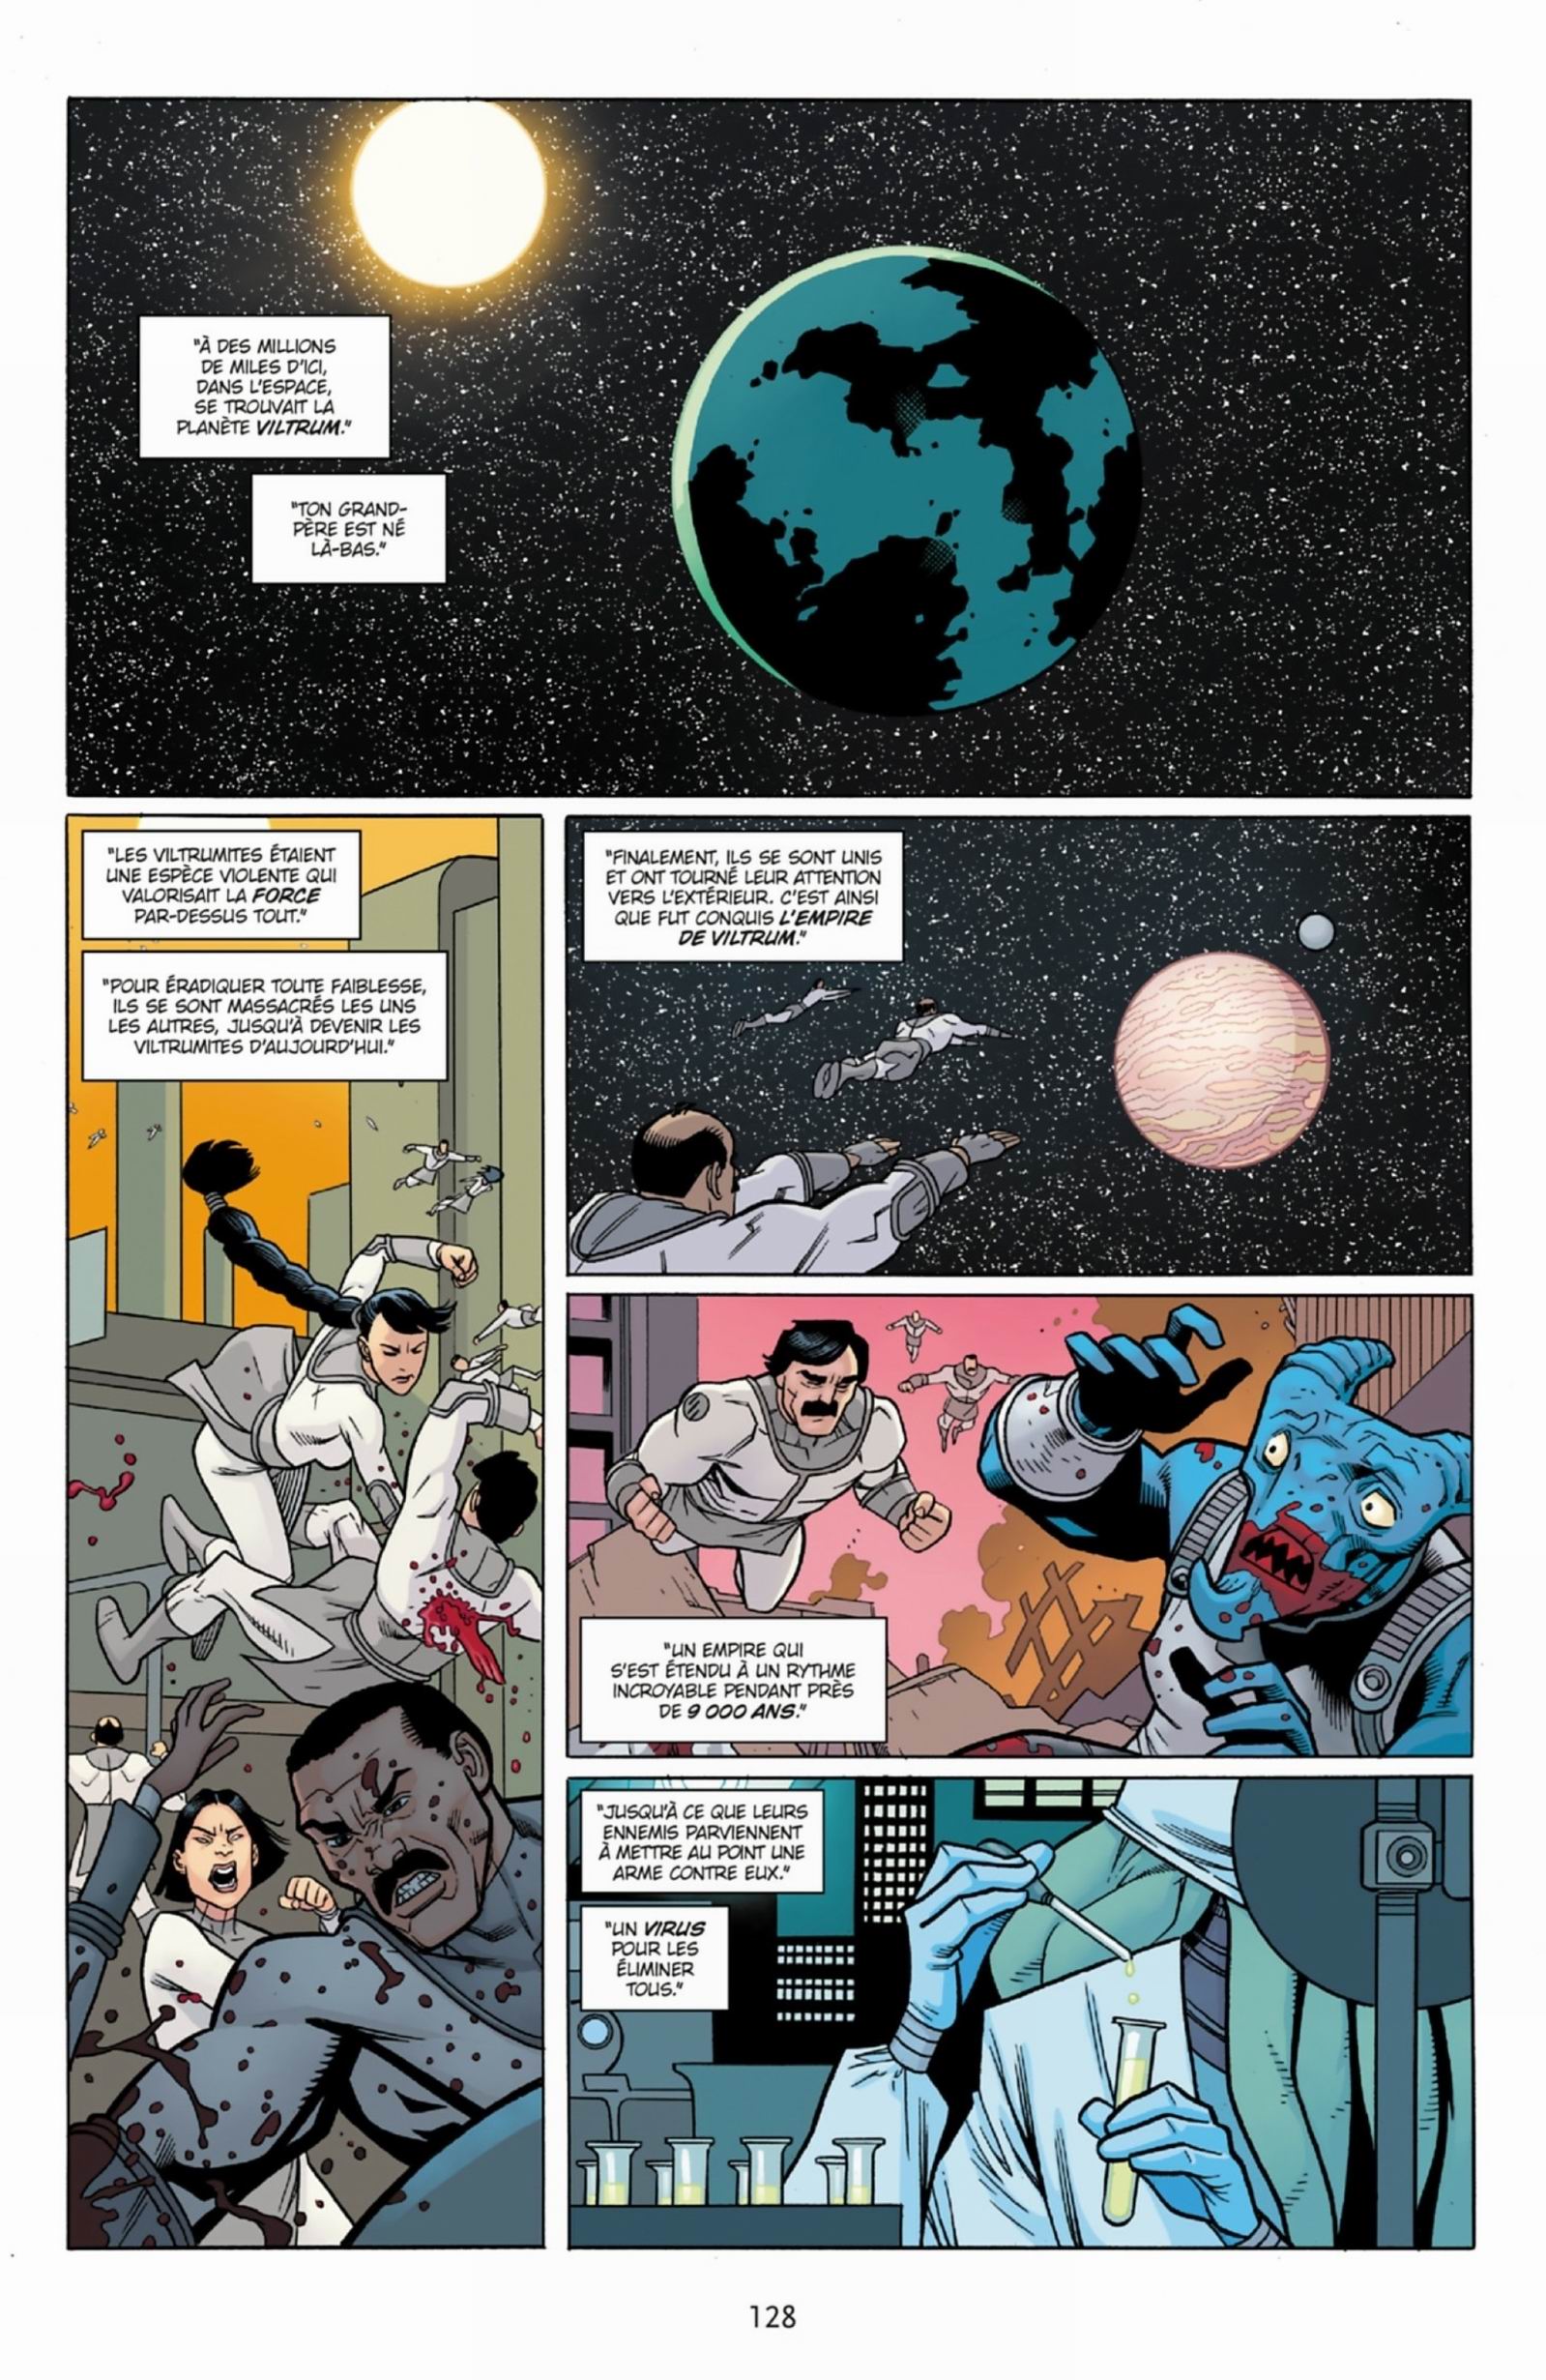 "À DES MILLIONS
DE MILES D'ICI,
DANS L'ESPACE,
SE TROUVAIT LA
PLANÈTE VILTRUM."
"TON GRAND-
PÈRE EST NÉ
LÀ-BAS."
"LES VILTRUMITES ÉTAIENT
UNE ESPÈCE VIOLENTE QUI
VALORISAIT LA FORCE
PAR-DESSUS TOUT."
"POUR ÉRADIQUER TOUTE FAIBLESSE,
ILS SE SONT MASSACRÉS LES UNS
LES AUTRES, JUSQU'À DEVENIR LES
VILTRUMITES D'AUJOURD'HUI."
"FINALEMENT, ILS SE SONT UNIS
ET ONT TOURNÉ LEUR ATTENTION
VERS L'EXTÉRIEUR. C'EST AINSI
QUE FUT CONQUIS L'EMPIRE
DE VILTRUM."
"UN EMPIRE QUI
S'EST ÉTENDU À UN RYTHME
INCROYABLE PENDANT PRÈS
DE 9 000 ANS."
"JUSQU'À CE QUE LEURS
ENNEMIS PARVIENNENT
À METTRE AU POINT UNE
ARME CONTRE EUX."
"UN VIRUS
POUR LES
ÉLIMINER
TOUS."
128